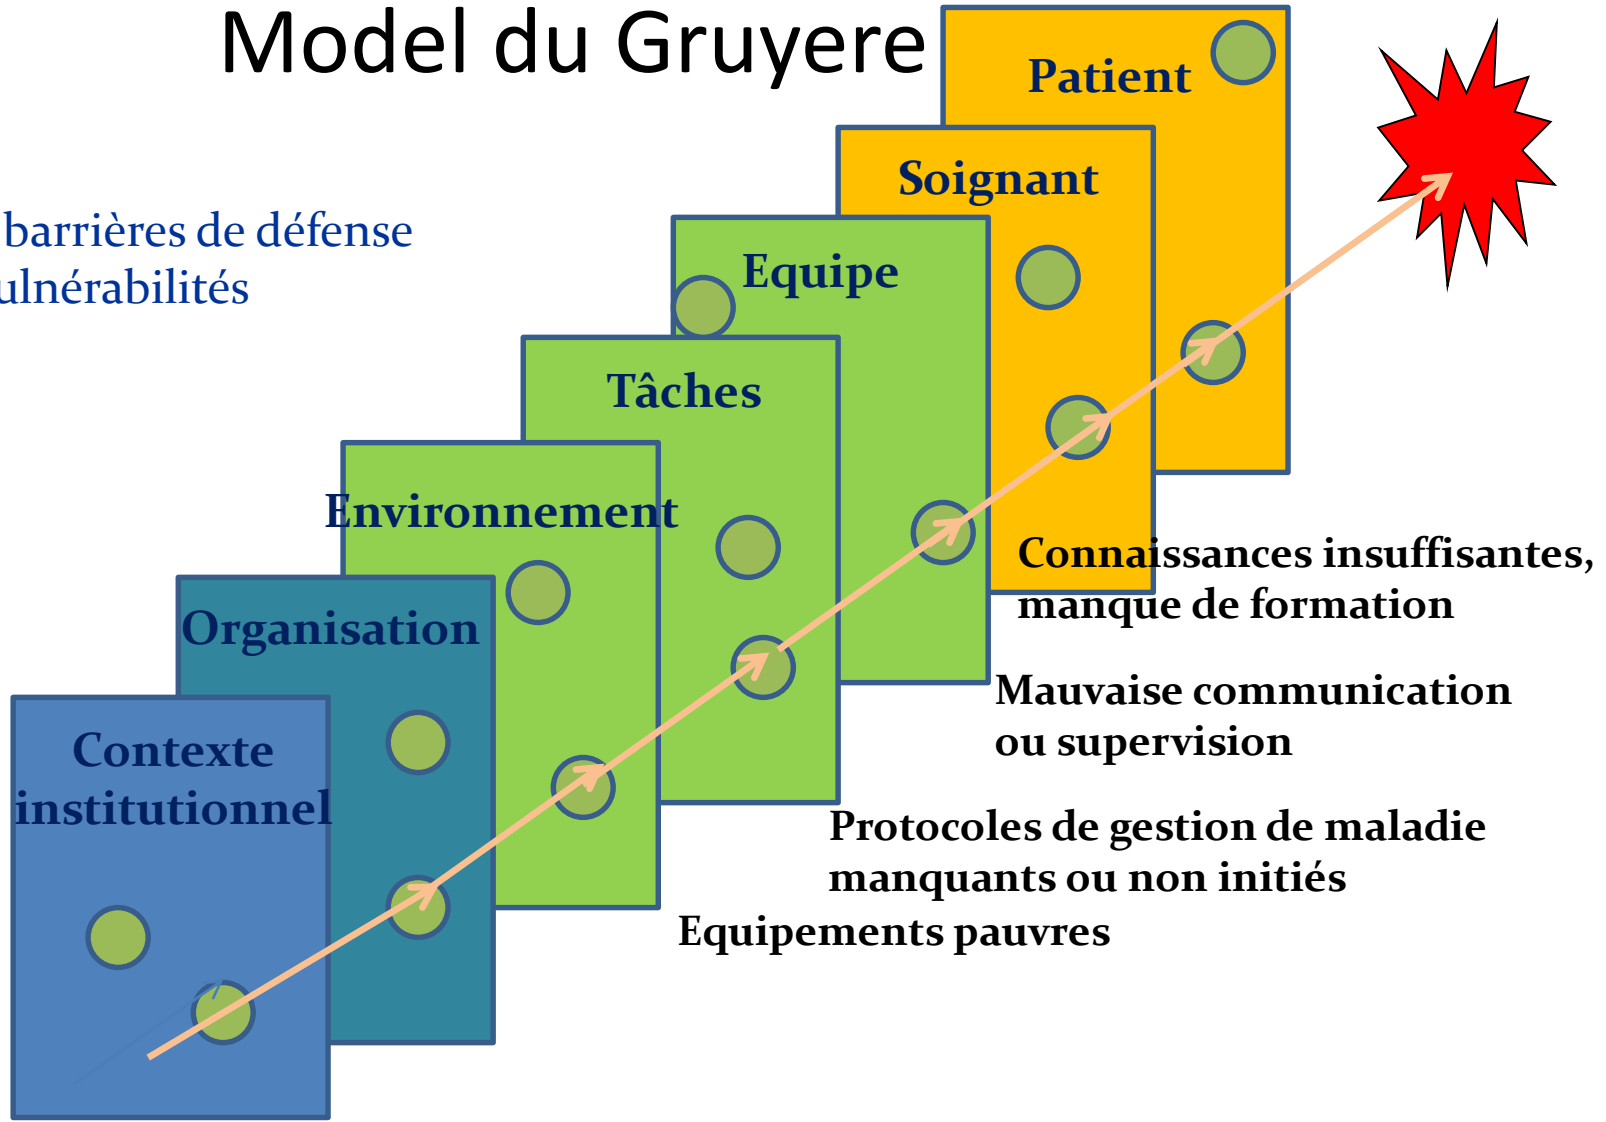 Model du Gruyere
Patient
Soignant
barrières de défense
ulnérabilités
Equipe
Tâches
Environnement
Organisation
Contexte
institutionnel
Connaissances insuffisantes,
manque de formation
Mauvaise communication
ou supervision
Protocoles de gestion de maladie
manquants ou non initiés
Equipements pauvres